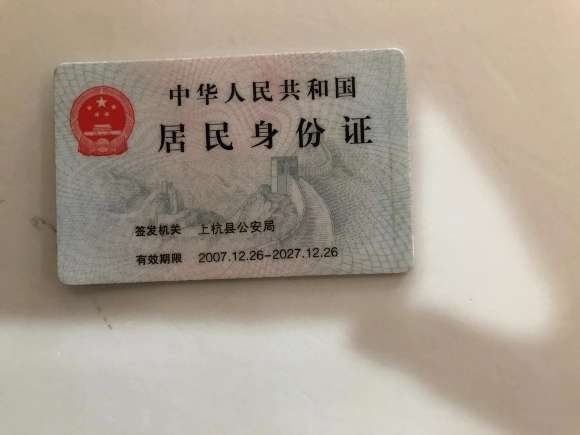 中华人民共和国
居民身份证
签发机关 上杭县公安局
有效期限 2007.12.26-2027.12.26